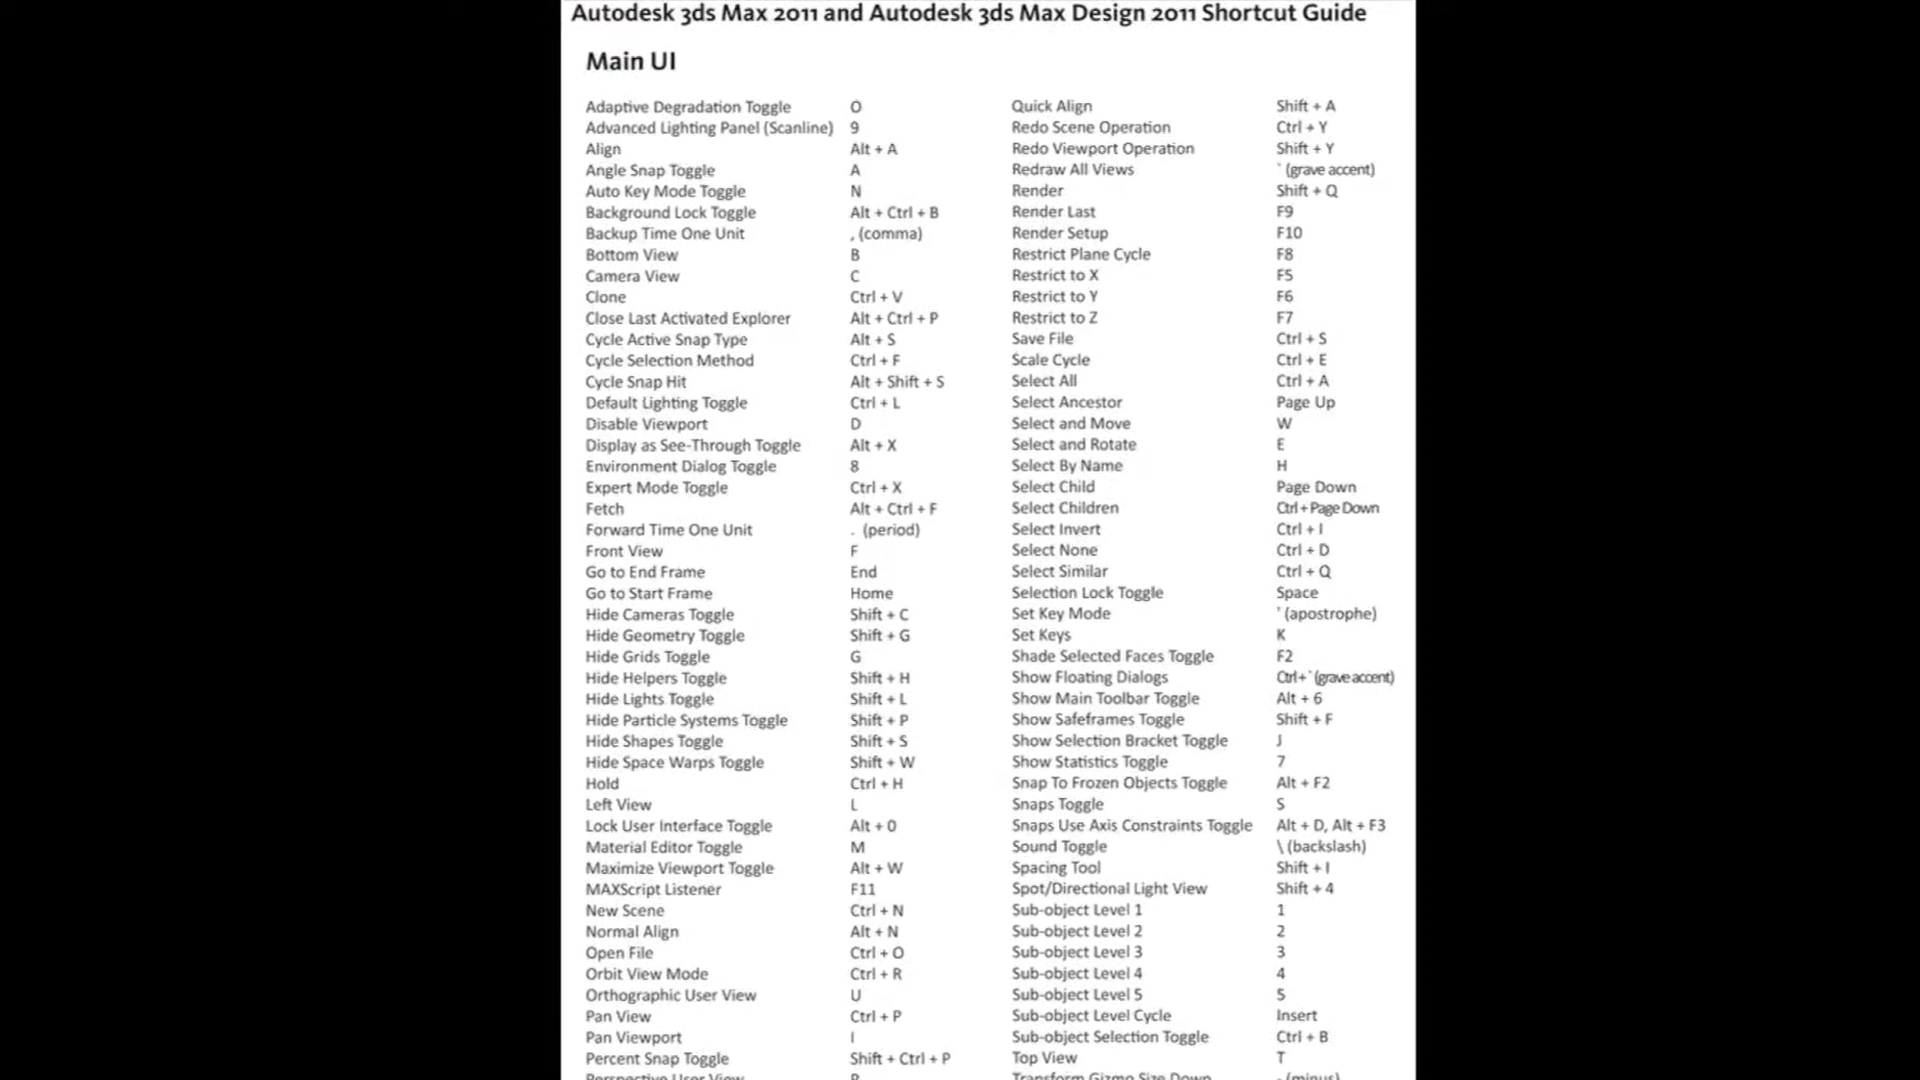 Autodesk 3ds Max 2011 and Autodesk 3ds Max Design 2011 Shortcut Guide
Main UI
Adaptive Degradation Toggle O
Advanced Lighting Panel (Scanline) 9
Align Alt + A
Angle Snap Toggle A
Auto Key Mode Toggle N
Background Lock Toggle Alt + Ctrl + B
Backup Time One Unit , (comma)
Bottom View B
Camera View C
Clone Ctrl + V
Close Last Activated Explorer Alt + Ctrl + P
Cycle Active Snap Type Alt + S
Cycle Selection Method Ctrl + F
Cycle Snap Hit Alt + Shift + S
Default Lighting Toggle Ctrl + L
Disable Viewport D
Display as See-Through Toggle Alt + X
Environment Dialog Toggle 8
Expert Mode Toggle Ctrl + X
Fetch Alt + Ctrl + F
Forward Time One Unit . (period)
Front View F
Go to End Frame End
Go to Start Frame Home
Hide Cameras Toggle Shift + C
Hide Geometry Toggle Shift + G
Hide Grids Toggle G
Hide Helpers Toggle Shift + H
Hide Lights Toggle Shift + L
Hide Particle Systems Toggle Shift + P
Hide Shapes Toggle Shift + S
Hide Space Warps Toggle Shift + W
Hold Ctrl + H
Left View L
Lock User Interface Toggle Alt + 0
Material Editor Toggle M
Maximize Viewport Toggle Alt + W
MAXScript Listener F11
New Scene Ctrl + N
Normal Align Alt + N
Open File Ctrl + O
Orbit View Mode Ctrl + R
Orthographic User View U
Pan View Ctrl + P
Pan Viewport I
Percent Snap Toggle Shift + Ctrl + P
Perspective User View P
Quick Align Shift + A
Redo Scene Operation Ctrl + Y
Redo Viewport Operation Shift + Y
Redraw All Views ` (grave accent)
Render Shift + Q
Render Last F9
Render Setup F10
Restrict Plane Cycle F8
Restrict to X F5
Restrict to Y F6
Restrict to Z F7
Save File Ctrl + S
Scale Cycle Ctrl + E
Select All Ctrl + A
Select Ancestor Page Up
Select and Move W
Select and Rotate E
Select By Name H
Select Child Page Down
Select Children Ctrl + Page Down
Select Invert Ctrl + I
Select None Ctrl + D
Select Similar Ctrl + Q
Selection Lock Toggle Space
Set Key Mode ' (apostrophe)
Set Keys K
Shade Selected Faces Toggle F2
Show Floating Dialogs Ctrl + ` (grave accent)
Show Main Toolbar Toggle Alt + 6
Show Safeframes Toggle Shift + F
Show Selection Bracket Toggle J
Show Statistics Toggle 7
Snap To Frozen Objects Toggle Alt + F2
Snaps Toggle S
Snaps Use Axis Constraints Toggle Alt + D, Alt + F3
Sound Toggle \ (backslash)
Spacing Tool Shift + I
Spot/Directional Light View Shift + 4
Sub-object Level 1 1
Sub-object Level 2 2
Sub-object Level 3 3
Sub-object Level 4 4
Sub-object Level 5 5
Sub-object Level Cycle Insert
Sub-object Selection Toggle Ctrl + B
Top View T
Transform Gizmo Size Down - (minus)